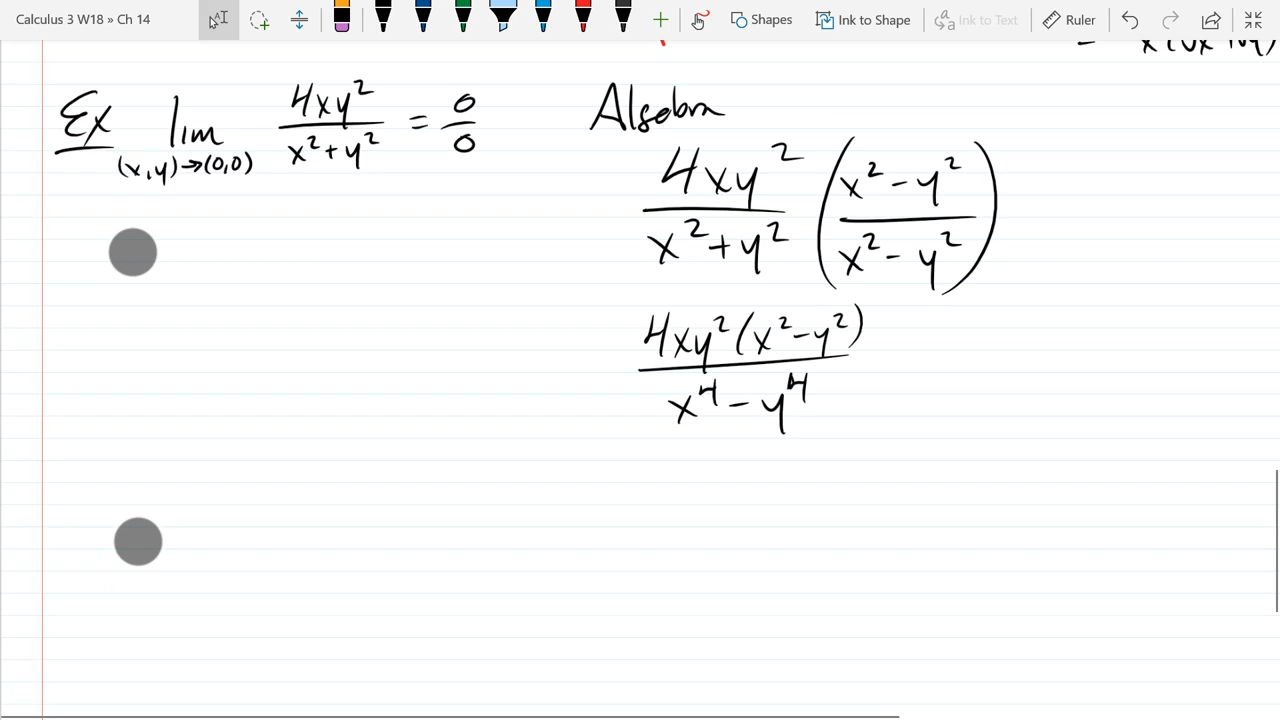 Calculus 3 W18 » Ch 14
Shapes
Ink to Shape
Ink to Text
Ruler
Ex lim (x,y)→(0,0) 4xy² / x² + y² = 0/0
Algebra
4xy² / x² + y² (x² - y² / x² - y²)
4xy²(x² - y²) / x⁴ - y⁴